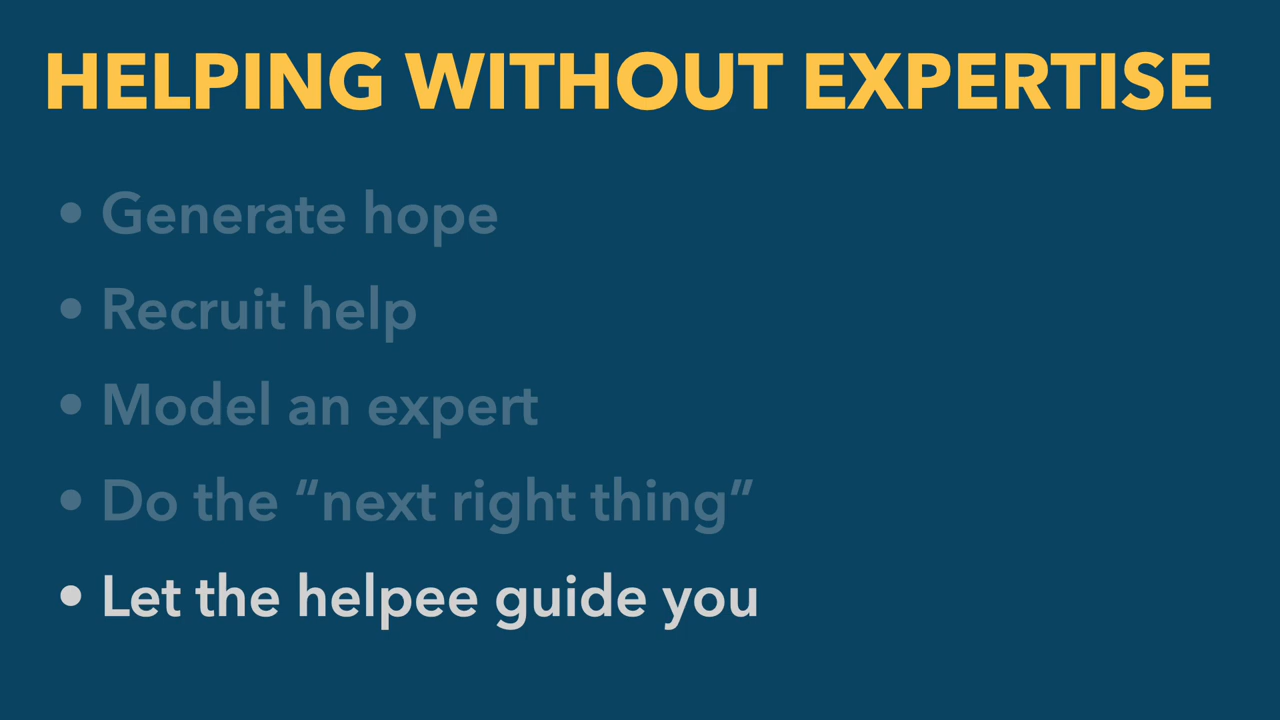 HELPING WITHOUT EXPERTISE
• Generate hope
• Recruit help
• Model an expert
• Do the “next right thing”
• Let the helpee guide you